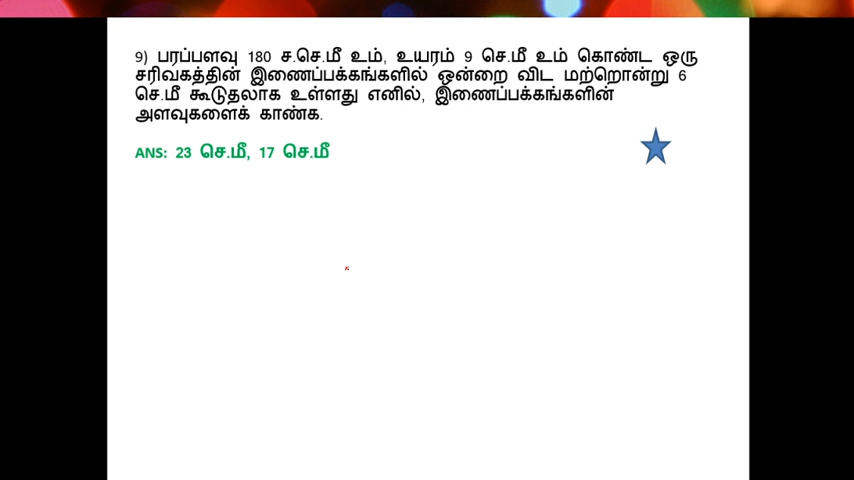 9) பரப்பளவு 180 ச.செ.மீ உம், உயரம் 9 செ.மீ உம் கொண்ட ஒரு
சரிவகத்தின் இணைப்பக்கங்களில் ஒன்றை விட மற்றொன்று 6
செ.மீ கூடுதலாக உள்ளது எனில், இணைப்பக்கங்களின்
அளவுகளைக் காண்க.
ANS: 23 செ.மீ, 17 செ.மீ